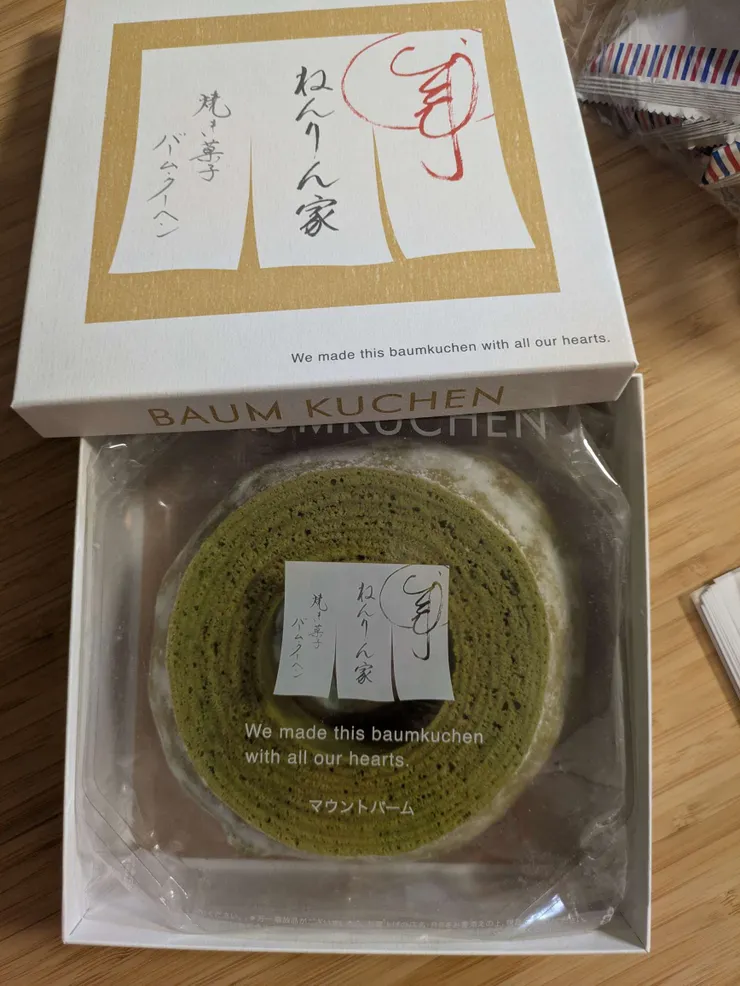 ねんりん家
焼き菓子
バーム・クーヘン
We made this baumkuchen with all our hearts.
BAUM KUCHEN
UMKUCHEN
ねんりん家
焼き菓子
バーム・クーヘン
We made this baumkuchen
with all our hearts.
マウントバーム